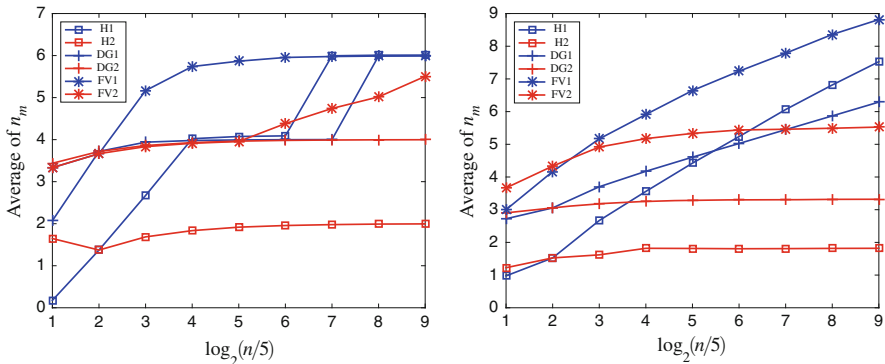 Average of n_m
7
6
5
4
3
2
1
0
H1
H2
DG1
DG2
FV1
FV2
1 2 3 4 5 6 7 8 9
log_2(n/5)
Average of n_m
9
8
7
6
5
4
3
2
1
0
H1
H2
DG1
DG2
FV1
FV2
1 2 3 4 5 6 7 8 9
log_2(n/5)